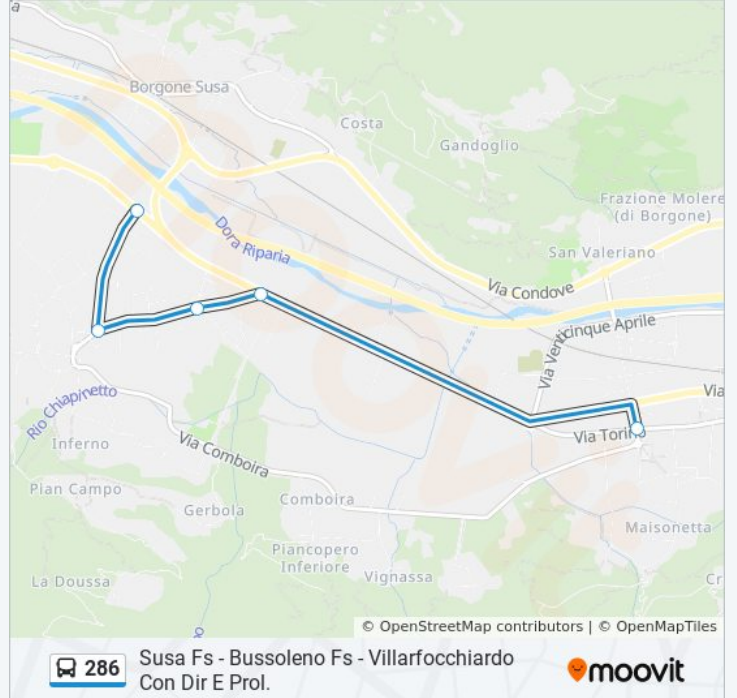 a
Borgone Susa
Costa
Gandoglio
Frazione Molere
(di Borgone)
Dora Riparia
San Valeriano
Via Condove
Via Venticinque Aprile
Via
Rio Chiapinetto
Via Torino
Inferno
Via Comboira
Pian Campo
Gerbola
Comboira
Maisonetta
Piancopero
Inferiore
Vignassa
La Doussa
Cr
© OpenStreetMap contributors | © OpenMapTiles
286
Susa Fs - Bussoleno Fs - Villarfocchiardo
Con Dir E Prol.
moovit